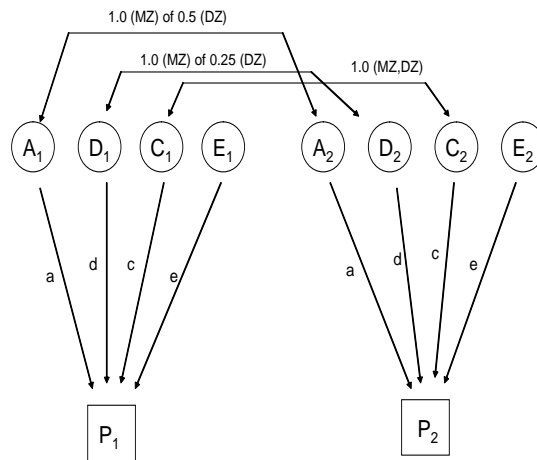 1.0 (MZ) of 0.5 (DZ)
1.0 (MZ) of 0.25 (DZ)
1.0 (MZ,DZ)
A₁ D₁ C₁ E₁ A₂ D₂ C₂ E₂
a d c e a d c e
P₁ P₂